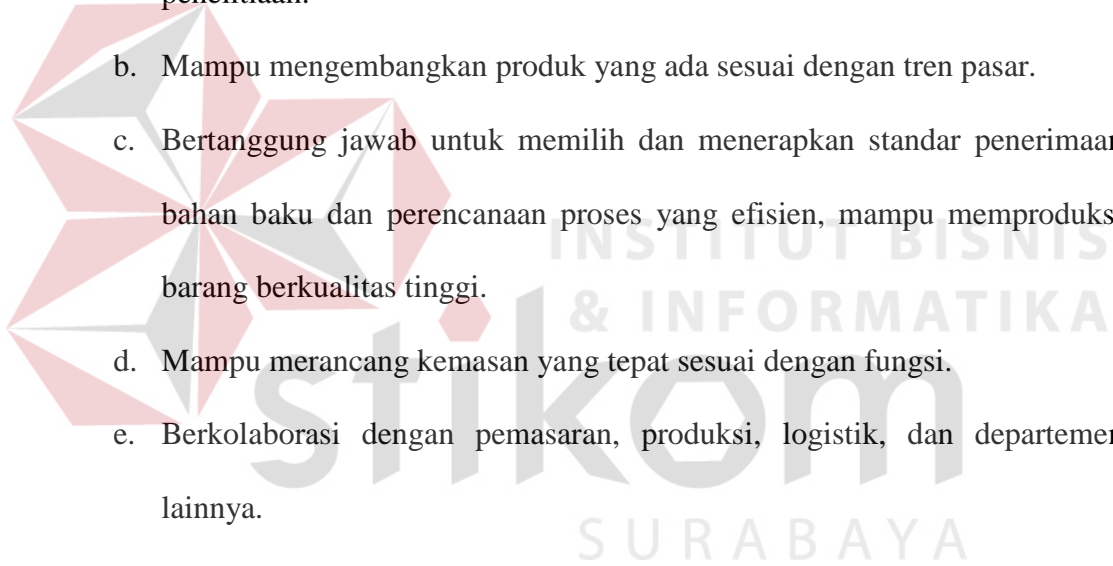 penelitiaan.
b. Mampu mengembangkan produk yang ada sesuai dengan tren pasar.
c. Bertanggung jawab untuk memilih dan menerapkan standar penerimaan
bahan baku dan perencanaan proses yang efisien, mampu memproduks
INSTITUT BISNIS
barang berkualitas tinggi.
& INFORMATIKA
d. Mampu merancang kemasan yang tepat sesuai dengan fungsi.
stikom
e. Berkolaborasi dengan pemasaran, produksi, logistik, dan departemen
lainnya.
SURABAYA